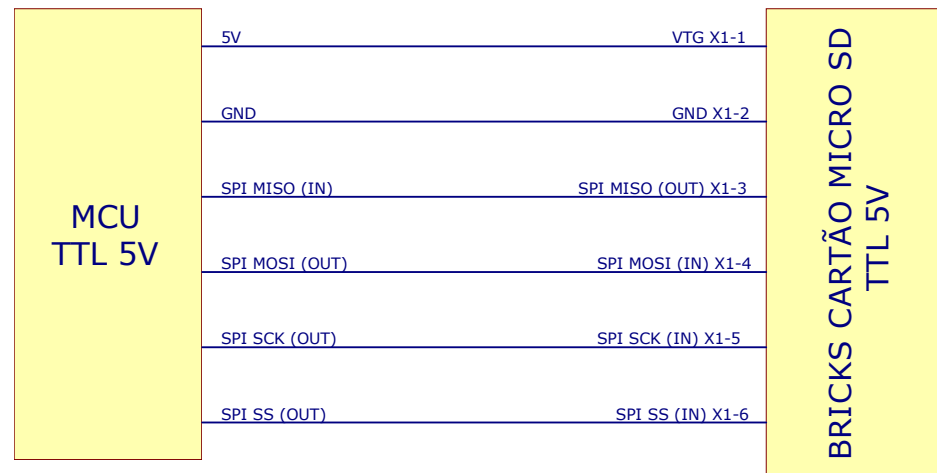 5V
VTG X1-1
GND
GND X1-2
SPI MISO (IN)
SPI MISO (OUT) X1-3
MCU
TTL 5V
SPI MOSI (OUT)
SPI MOSI (IN) X1-4
SPI SCK (OUT)
SPI SCK (IN) X1-5
SPI SS (OUT)
SPI SS (IN) X1-6
BRICKS CARTÃO MICRO SD
TTL 5V